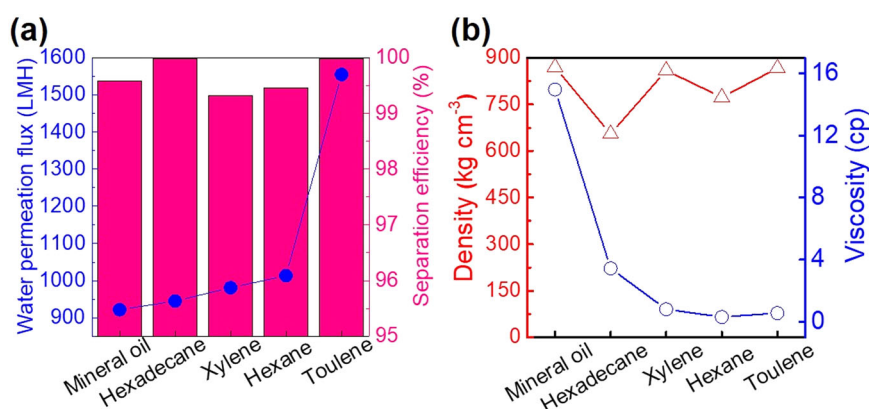 (a)
Water permeation flux (LMH)
1600
1500
1400
1300
1200
1100
1000
900
100
99
98
97
96
95
Separation efficiency (%)
Mineral oil
Hexadecane
Xylene
Hexane
Toulene
(b)
Density (kg cm-3)
900
750
600
450
300
150
0
16
12
4
0
Viscosity (cp)
Mineral oil
Hexadecane
Xylene
Hexane
Toulene